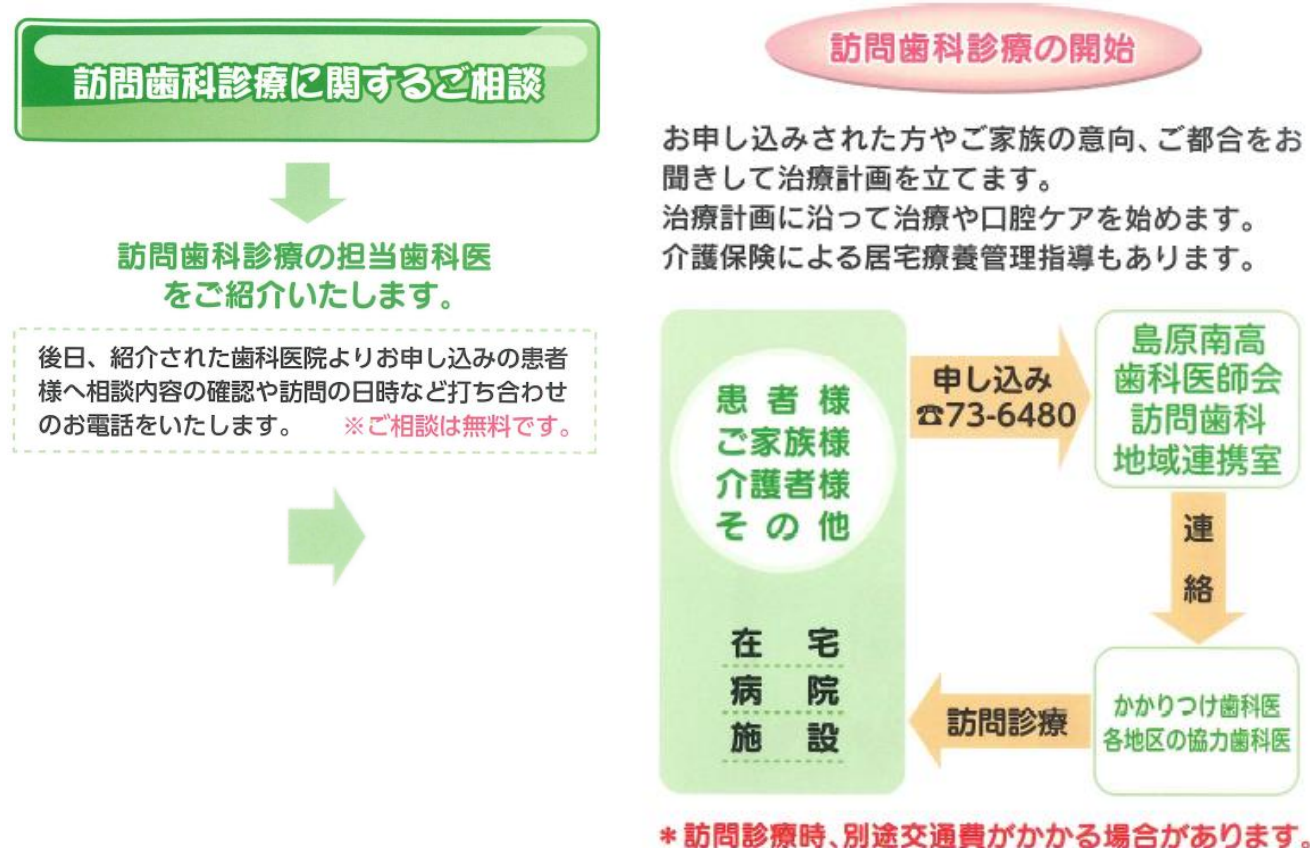 訪問歯科診療に関するご相談
訪問歯科診療の担当歯科医
をご紹介いたします。
後日、紹介された歯科医院よりお申し込みの患者
様へ相談内容の確認や訪問の日時など打ち合わせ
のお電話をいたします。　※ご相談は無料です。
訪問歯科診療の開始
お申し込みされた方やご家族の意向、ご都合をお
聞きして治療計画を立てます。
治療計画に沿って治療や口腔ケアを始めます。
介護保険による居宅療養管理指導もあります。
患者様
ご家族様
介護者様
その他
在宅
病院
施設
申し込み
☎73-6480
島原南高
歯科医師会
訪問歯科
地域連携室
連
絡
かかりつけ歯科医
各地区の協力歯科医
訪問診療
＊訪問診療時、別途交通費がかかる場合があります。